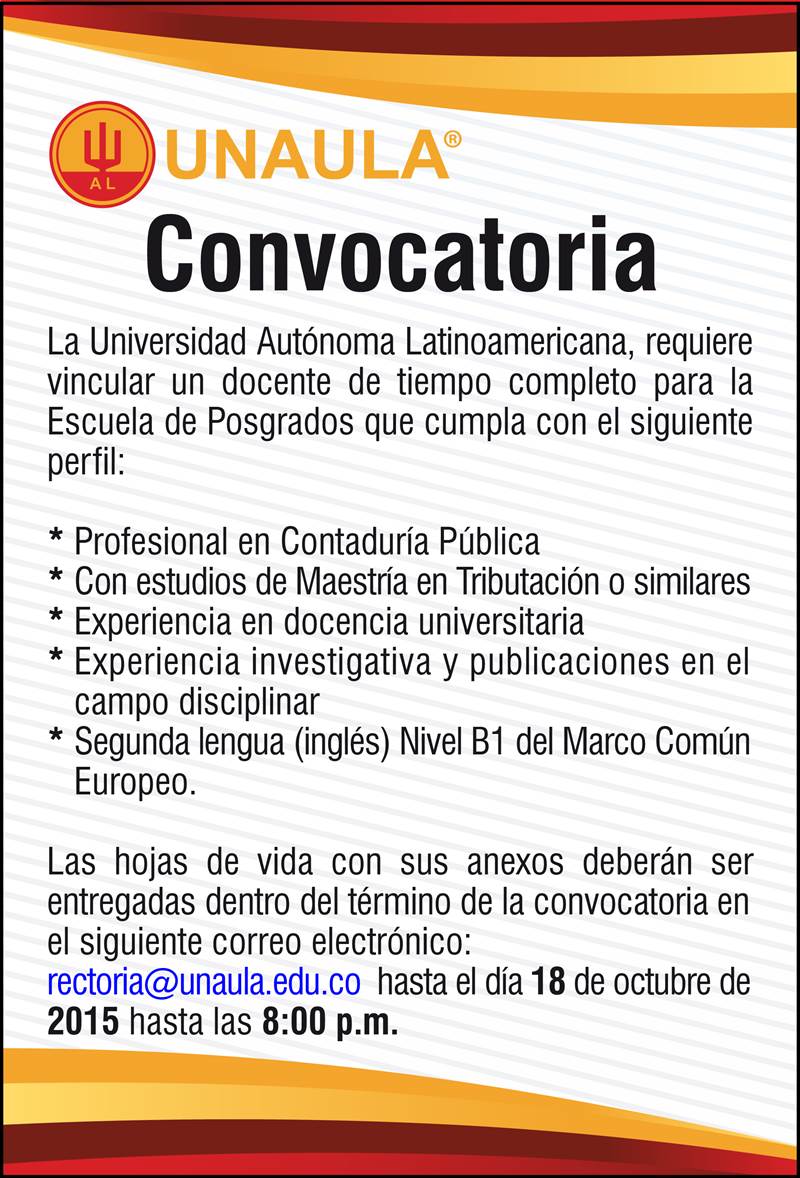 AL
UNAULA®
Convocatoria
La Universidad Autónoma Latinoamericana, requiere
vincular un docente de tiempo completo para la
Escuela de Posgrados que cumpla con el siguiente
perfil:
* Profesional en Contaduría Pública
* Con estudios de Maestría en Tributación o similares
* Experiencia en docencia universitaria
* Experiencia investigativa y publicaciones en el
campo disciplinar
* Segunda lengua (inglés) Nivel B1 del Marco Común
Europeo.
Las hojas de vida con sus anexos deberán ser
entregadas dentro del término de la convocatoria en
el siguiente correo electrónico:
rectoria@unaula.edu.co hasta el día 18 de octubre de
2015 hasta las 8:00 p.m.